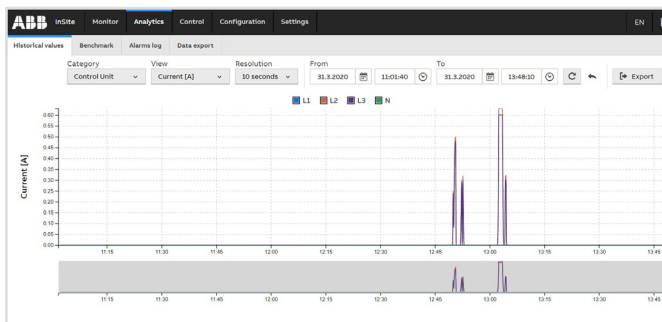 ABB InSite Monitor Analytics Control Configuration Settings EN
Historical values Benchmark Alarms log Data export
Category View Resolution From To
Control Unit Current [A] 10 seconds 31.3.2020 11:01:40 31.3.2020 13:48:10 Export
L1 L2 L3 N
Current [A]
0.60
0.55
0.50
0.45
0.40
0.35
0.30
0.25
0.20
0.15
0.10
0.05
0.00
11:15 11:30 11:45 12:00 12:15 12:30 12:45 13:00 13:15 13:30 13:45
11:15 11:30 11:45 12:00 12:15 12:30 12:45 13:00 13:15 13:30 13:45